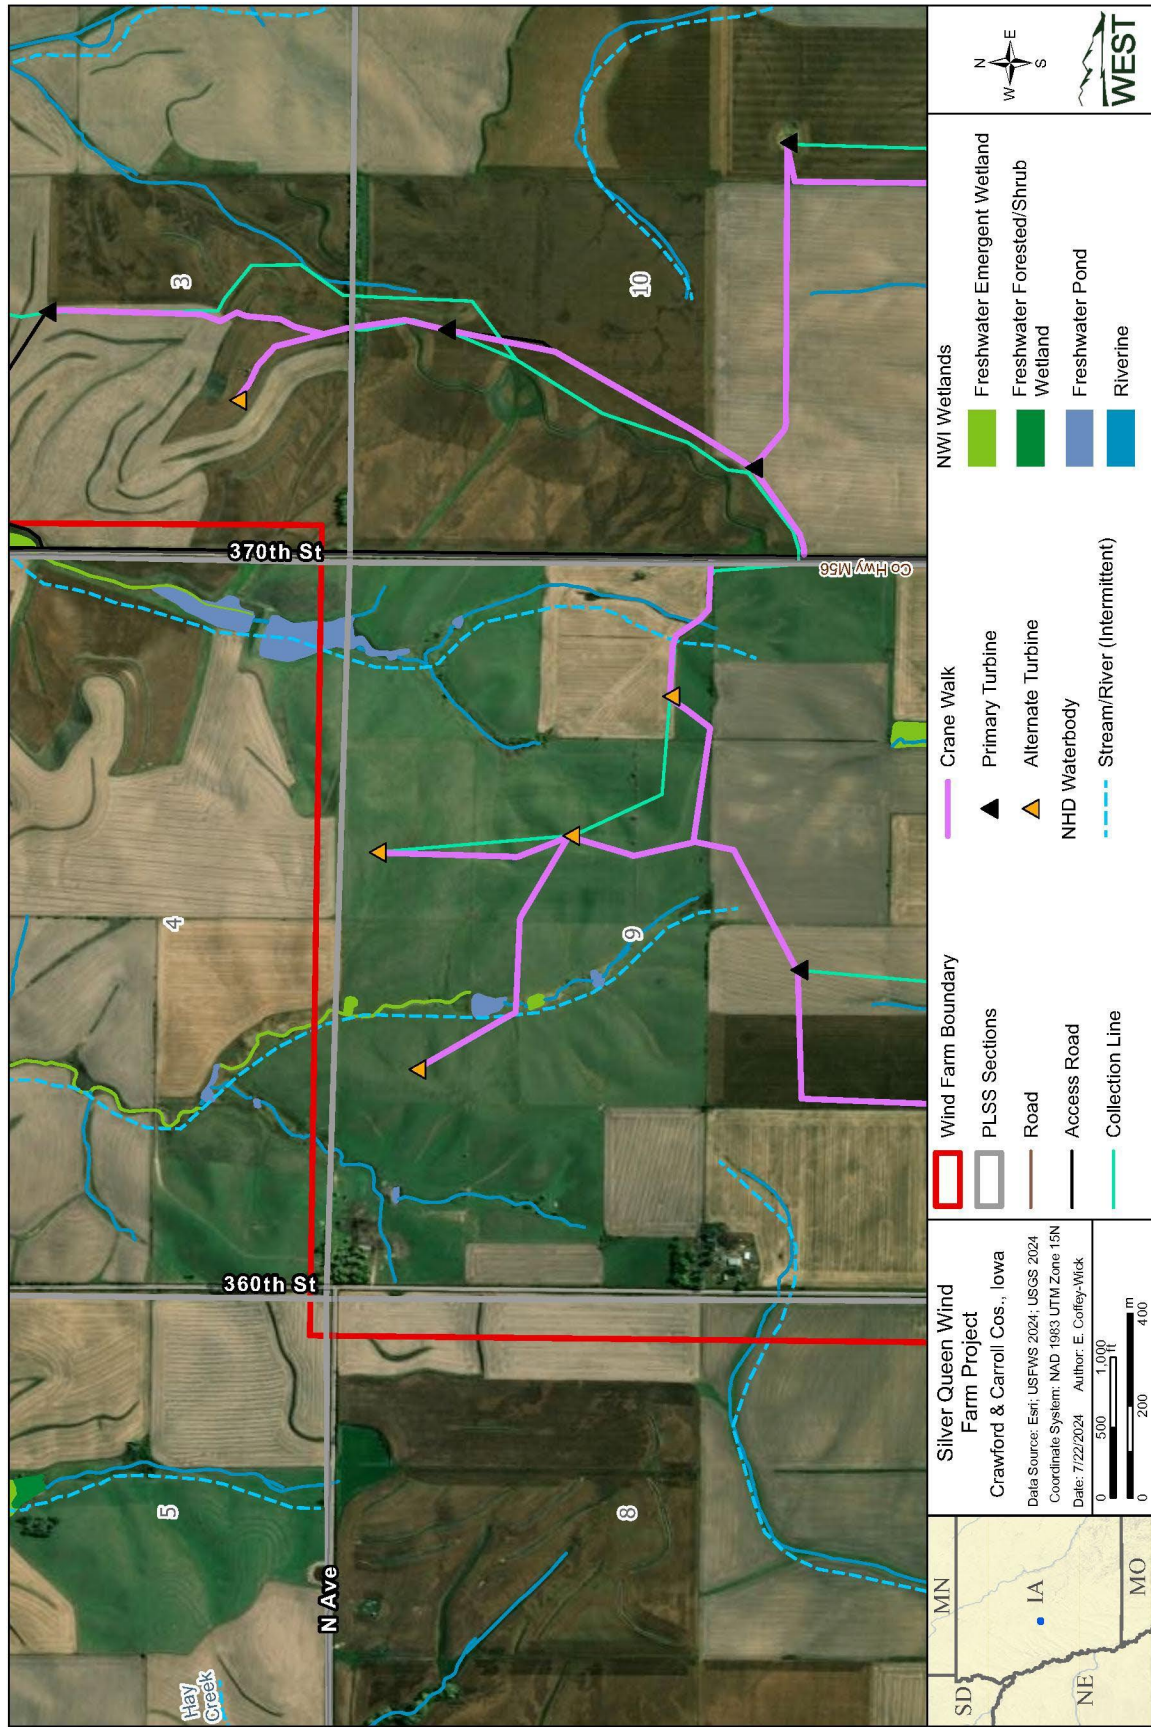 Hay
Creek
5
4
3
N Ave
360th St
370th St
8
9
10
Co Hwy M56
SD
MN
IA
NE
MO
Silver Queen Wind
Farm Project
Crawford & Carroll Cos., Iowa
Data Source: Esri; USFWS 2024; USGS 2024
Coordinate System: NAD 1983 UTM Zone 15N
Date: 7/22/2024 Author: E. Coffey-Wick
0 500 1,000
ft
m
0 200 400
Wind Farm Boundary
PLSS Sections
Road
Access Road
Collection Line
Crane Walk
Primary Turbine
Alternate Turbine
NHD Waterbody
Stream/River (Intermittent)
NWI Wetlands
Freshwater Emergent Wetland
Freshwater Forested/Shrub
Wetland
Freshwater Pond
Riverine
N
W E
S
WEST